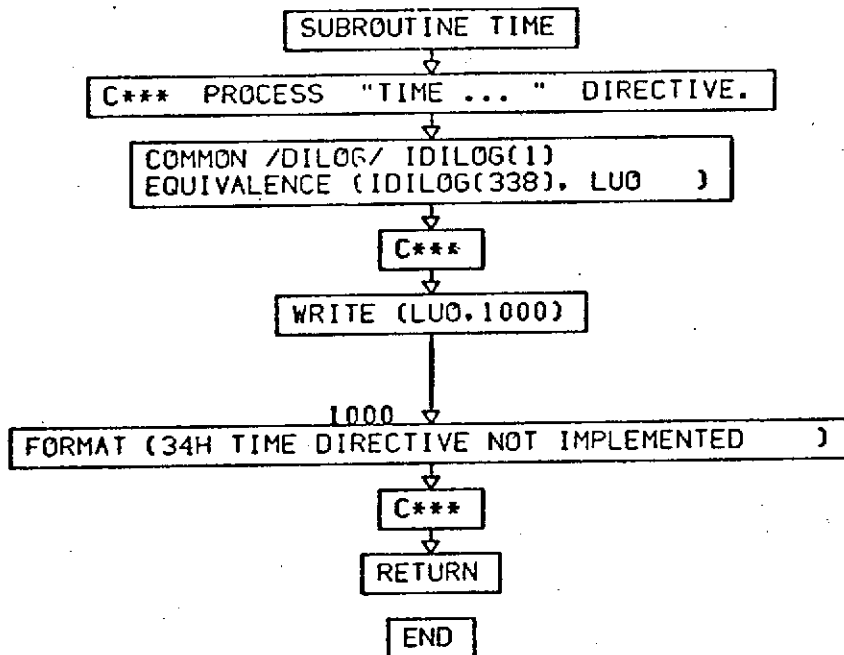 SUBROUTINE TIME
C*** PROCESS "TIME ... " DIRECTIVE.
COMMON /DILOG/ IDILOG(1)
EQUIVALENCE (IDILOG(338), LUO )
C***
WRITE (LUO,1000)
1000
FORMAT (34H TIME DIRECTIVE NOT IMPLEMENTED )
C***
RETURN
END